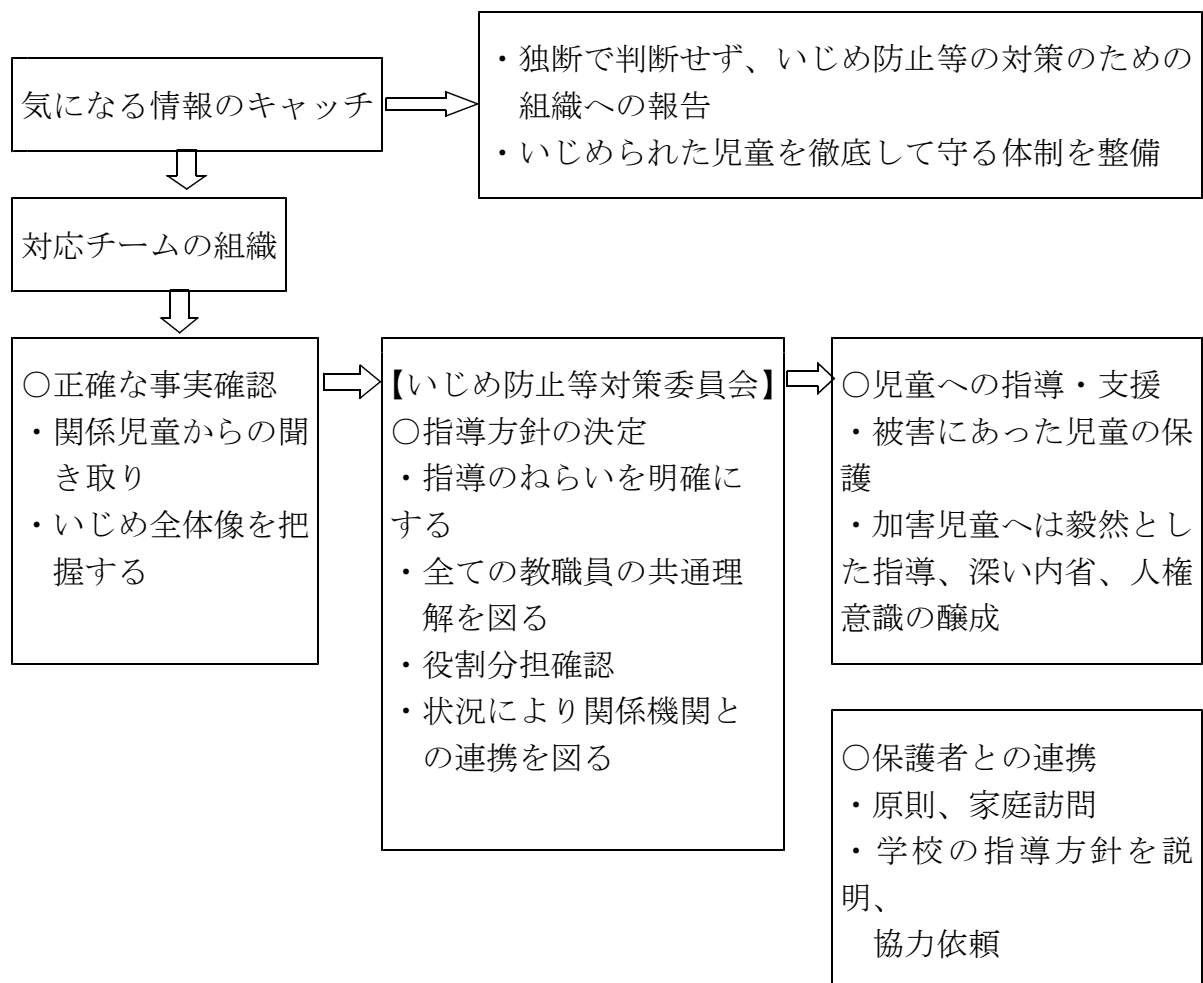 気になる情報のキャッチ
・独断で判断せず、いじめ防止等の対策のための
組織への報告
・いじめられた児童を徹底して守る体制を整備
対応チームの組織
○正確な事実確認
・関係児童からの聞
き取り
・いじめ全体像を把
握する
【いじめ防止等対策委員会】
○指導方針の決定
・指導のねらいを明確に
する
・全ての教職員の共通理
解を図る
・役割分担確認
・状況により関係機関と
の連携を図る
○児童への指導・支援
・被害にあった児童の保
護
・加害児童へは毅然とし
た指導、深い内省、人権
意識の醸成
○保護者との連携
・原則、家庭訪問
・学校の指導方針を説
明、
協力依頼